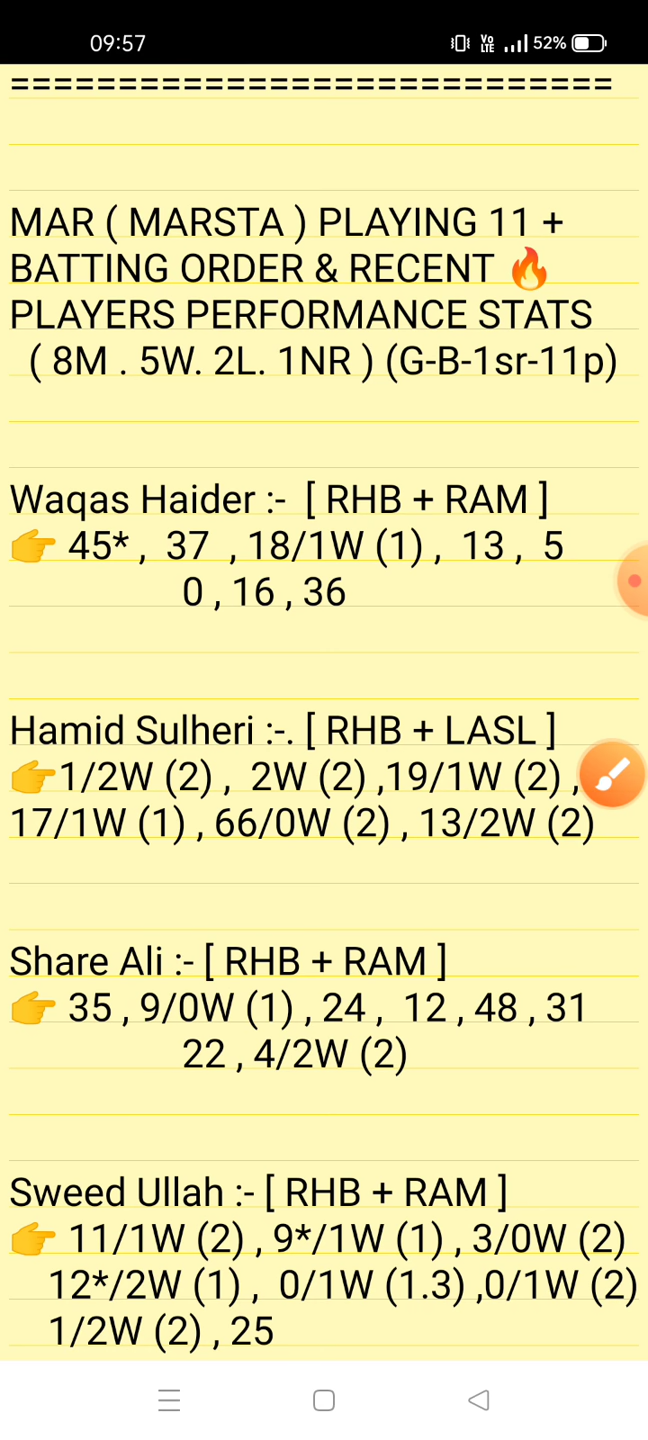 09:57
Vo LTE 52%
============================
MAR ( MARSTA ) PLAYING 11 +
BATTING ORDER & RECENT 🔥
PLAYERS PERFORMANCE STATS
( 8M . 5W. 2L. 1NR ) (G-B-1sr-11p)
Waqas Haider :- [ RHB + RAM ]
👉 45* , 37 , 18/1W (1) , 13 , 5
0 , 16 , 36
Hamid Sulheri :-. [ RHB + LASL ]
👉1/2W (2) , 2W (2) ,19/1W (2) ,
17/1W (1) , 66/0W (2) , 13/2W (2)
Share Ali :- [ RHB + RAM ]
👉 35 , 9/0W (1) , 24 , 12 , 48 , 31
22 , 4/2W (2)
Sweed Ullah :- [ RHB + RAM ]
👉 11/1W (2) , 9*/1W (1) , 3/0W (2)
12*/2W (1) , 0/1W (1.3) ,0/1W (2)
1/2W (2) , 25